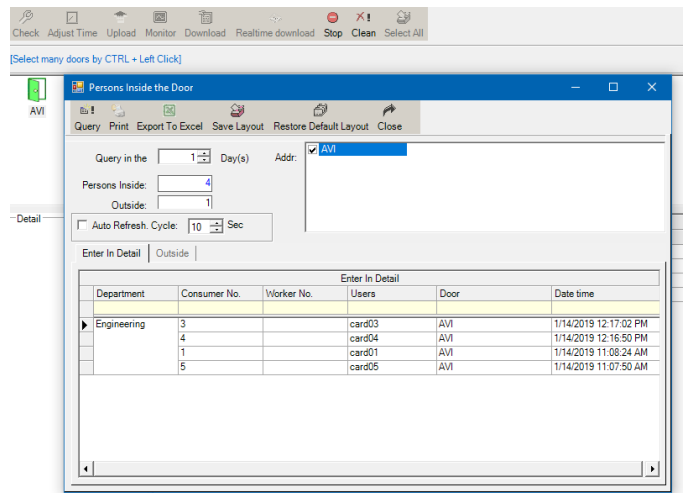 Check Adjust Time Upload Monitor Download Realtime download Stop Clean Select All
[Select many doors by CTRL + Left Click]
AVI
Persons Inside the Door
Query Print Export To Excel Save Layout Restore Default Layout Close
Query in the 1 Day(s) Addr: AVI
Persons Inside: 4
Outside: 1
Detail
Auto Refresh. Cycle: 10 Sec
Enter In Detail Outside
Enter In Detail
Department Consumer No. Worker No. Users Door Date time
Engineering 3 card03 AVI 1/14/2019 12:17:02 PM
4 card04 AVI 1/14/2019 12:16:50 PM
1 card01 AVI 1/14/2019 11:08:24 AM
5 card05 AVI 1/14/2019 11:07:50 AM